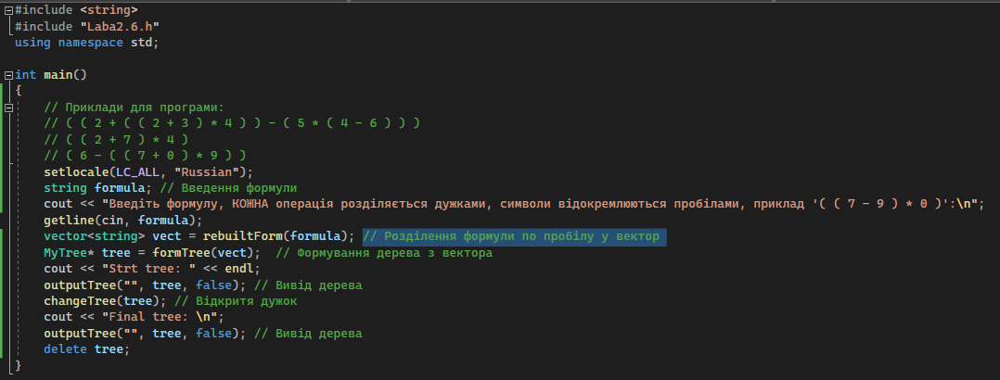 #include <string>
#include "Laba2.6.h"
using namespace std;
int main()
{
// Приклади для програми:
// ( ( 2 + ( ( 2 + 3 ) * 4 ) ) - ( 5 * ( 4 - 6 ) ) )
// ( ( 2 + 7 ) * 4 )
// ( 6 - ( ( 7 + 0 ) * 9 ) )
setlocale(LC_ALL, "Russian");
string formula; // Введення формули
cout << "Введіть формулу, КОЖНА операція розділяється дужками, символи відокремлюються пробілами, приклад '( ( 7 - 9 ) * 0 )':\n";
getline(cin, formula);
vector<string> vect = rebuiltForm(formula); // Розділення формули по пробілу у вектор
MyTree* tree = formTree(vect);  // Формування дерева з вектора
cout << "Strt tree: " << endl;
outputTree("", tree, false); // Вивід дерева
changeTree(tree); // Відкритя дужок
cout << "Final tree: \n";
outputTree("", tree, false); // Вивід дерева
delete tree;
}